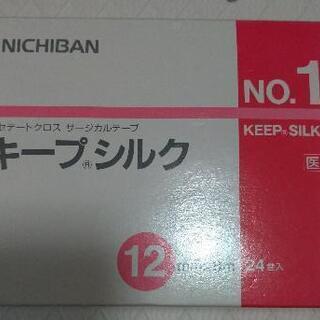 NICHIBAN
NO.1
セテートクロス サージカルテープ
KEEP® SILK
キープ®シルク
医
12
24巻入